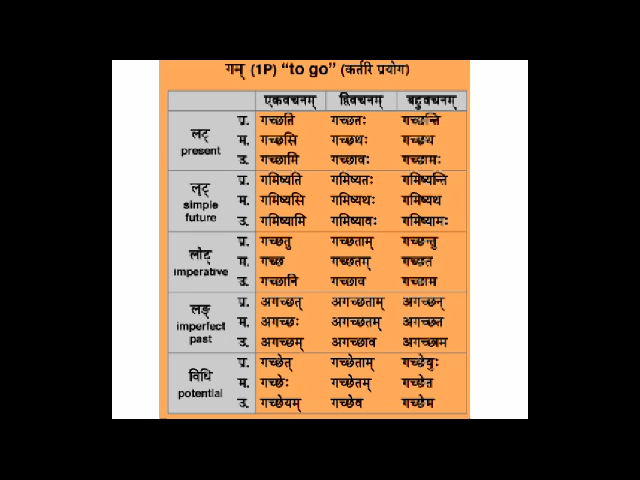 गम् (1P) “to go” (कर्तरि प्रयोग)
एकवचनम् द्विवचनम् बहुवचनम्
लट् present
प्र. गच्छति गच्छतः गच्छन्ति
म. गच्छसि गच्छथः गच्छथ
उ. गच्छामि गच्छावः गच्छामः
लृट् simple future
प्र. गमिष्यति गमिष्यतः गमिष्यन्ति
म. गमिष्यसि गमिष्यथः गमिष्यथ
उ. गमिष्यामि गमिष्यावः गमिष्यामः
लोट् imperative
प्र. गच्छतु गच्छताम् गच्छन्तु
म. गच्छ गच्छतम् गच्छत
उ. गच्छानि गच्छाव गच्छाम
लङ् imperfect past
प्र. अगच्छत् अगच्छताम् अगच्छन्
म. अगच्छः अगच्छतम् अगच्छत
उ. अगच्छम् अगच्छाव अगच्छाम
विधि potential
प्र. गच्छेत् गच्छेताम् गच्छेयुः
म. गच्छेः गच्छेतम् गच्छेत
उ. गच्छेयम् गच्छेव गच्छेम